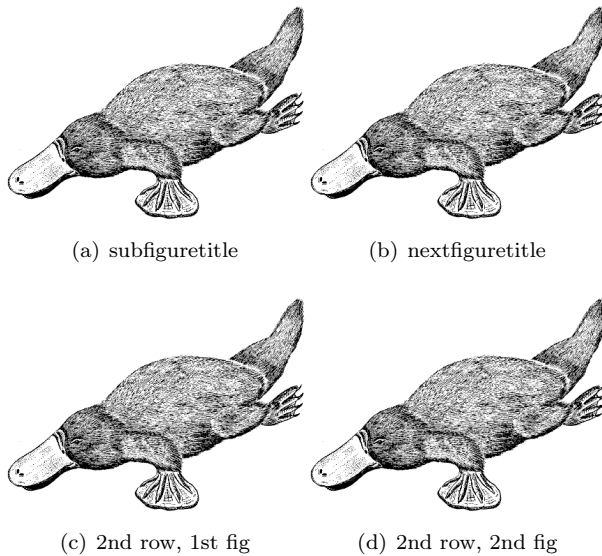 (a) subfiguretitle
(b) nextfiguretitle
(c) 2nd row, 1st fig
(d) 2nd row, 2nd fig